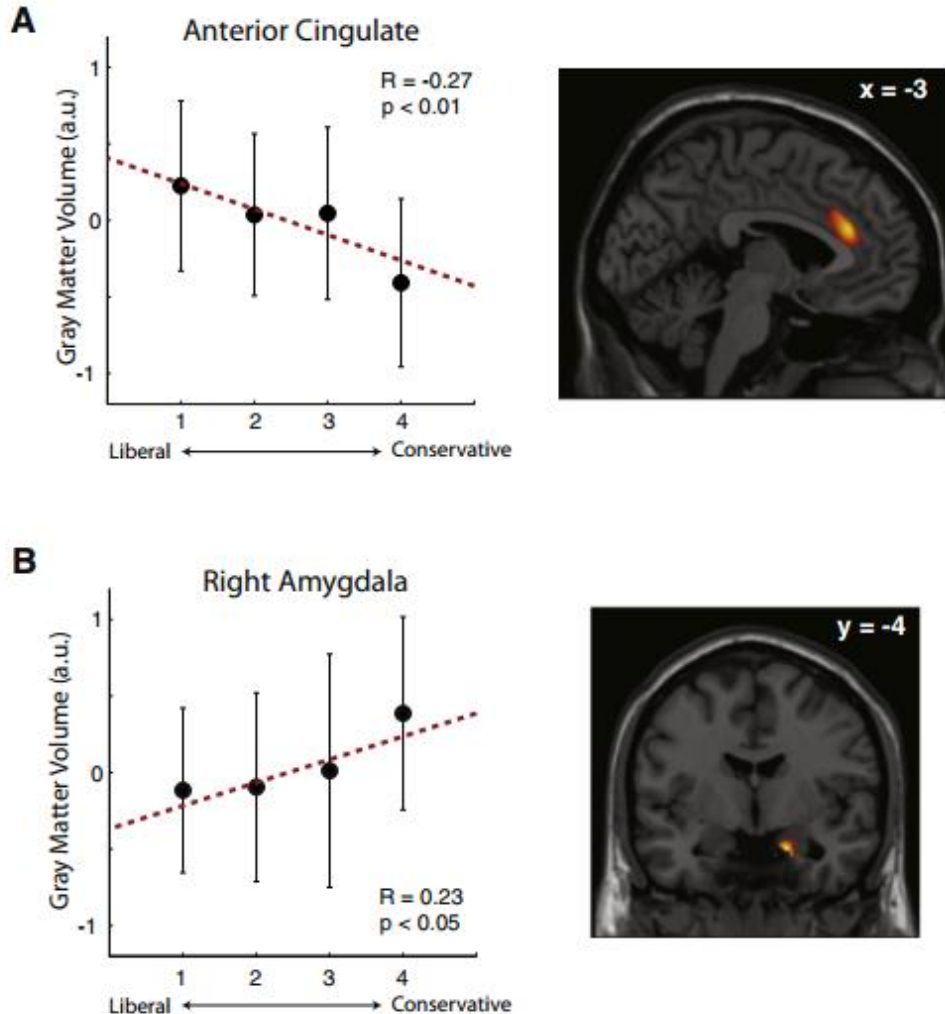 A
Anterior Cingulate
R = -0.27
p < 0.01
Gray Matter Volume (a.u.)
1
0
-1
1 2 3 4
Liberal Conservative
x = -3
B
Right Amygdala
Gray Matter Volume (a.u.)
1
0
-1
R = 0.23
p < 0.05
1 2 3 4
Liberal Conservative
y = -4